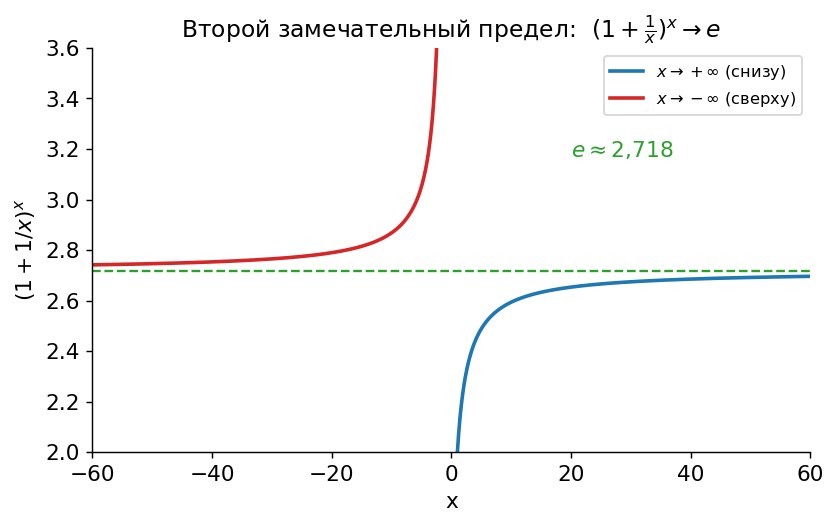 Второй замечательный предел: (1 + 1/x)^x → e
3.6
3.4
3.2
3.0
2.8
2.6
2.4
2.2
2.0
(1 + 1/x)^x
x → +∞ (снизу)
x → −∞ (сверху)
e ≈ 2,718
−60
−40
−20
0
20
40
60
x